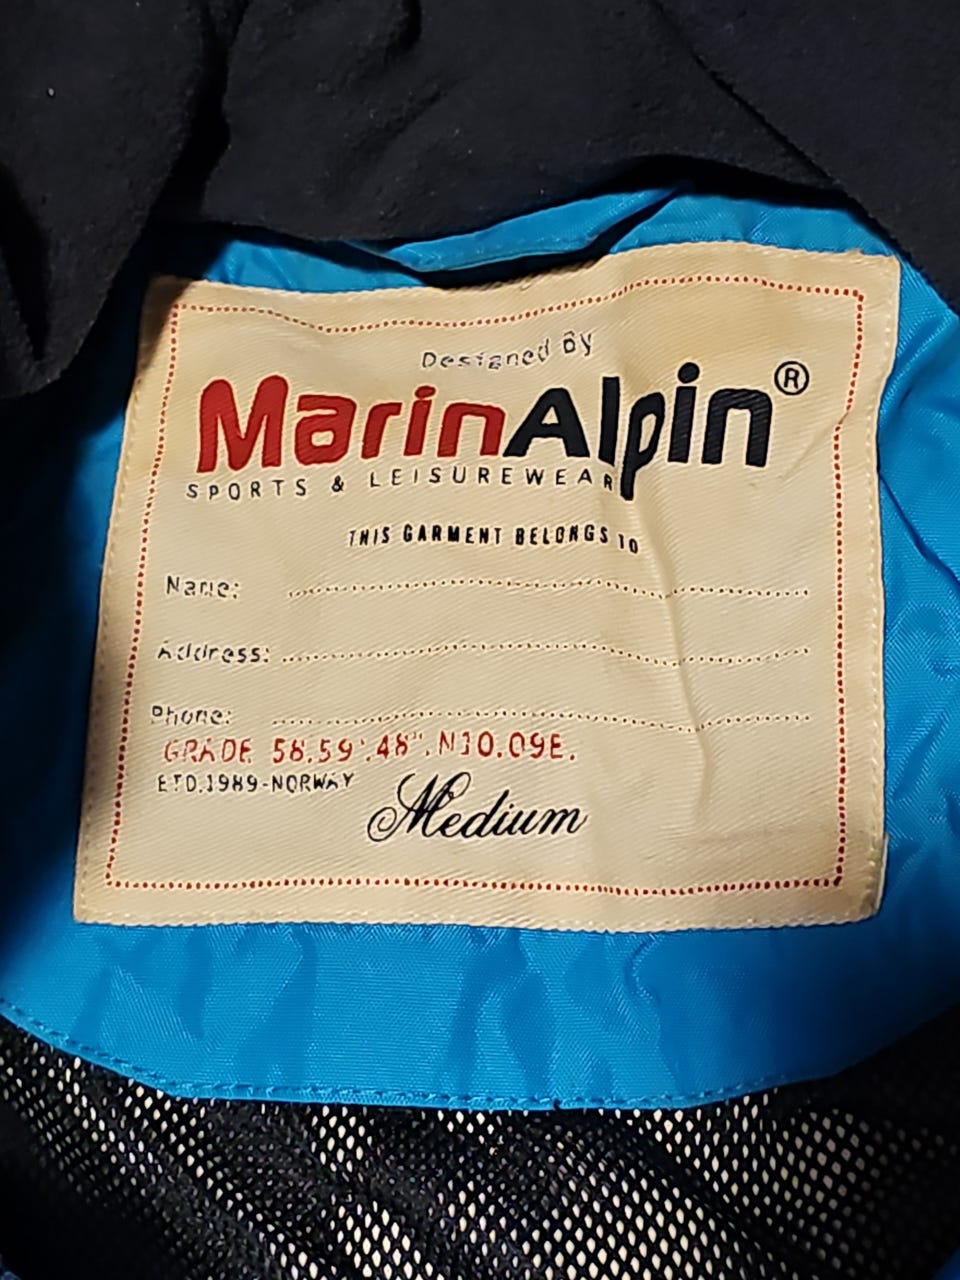 Designed By
MarinAlpin®
SPORTS & LEISUREWEAR
THIS GARMENT BELONGS TO
Name:
Address:
Phone:
GRADE 58.59'.48".N10.09E.
ETD.1989-NORWAY
Medium